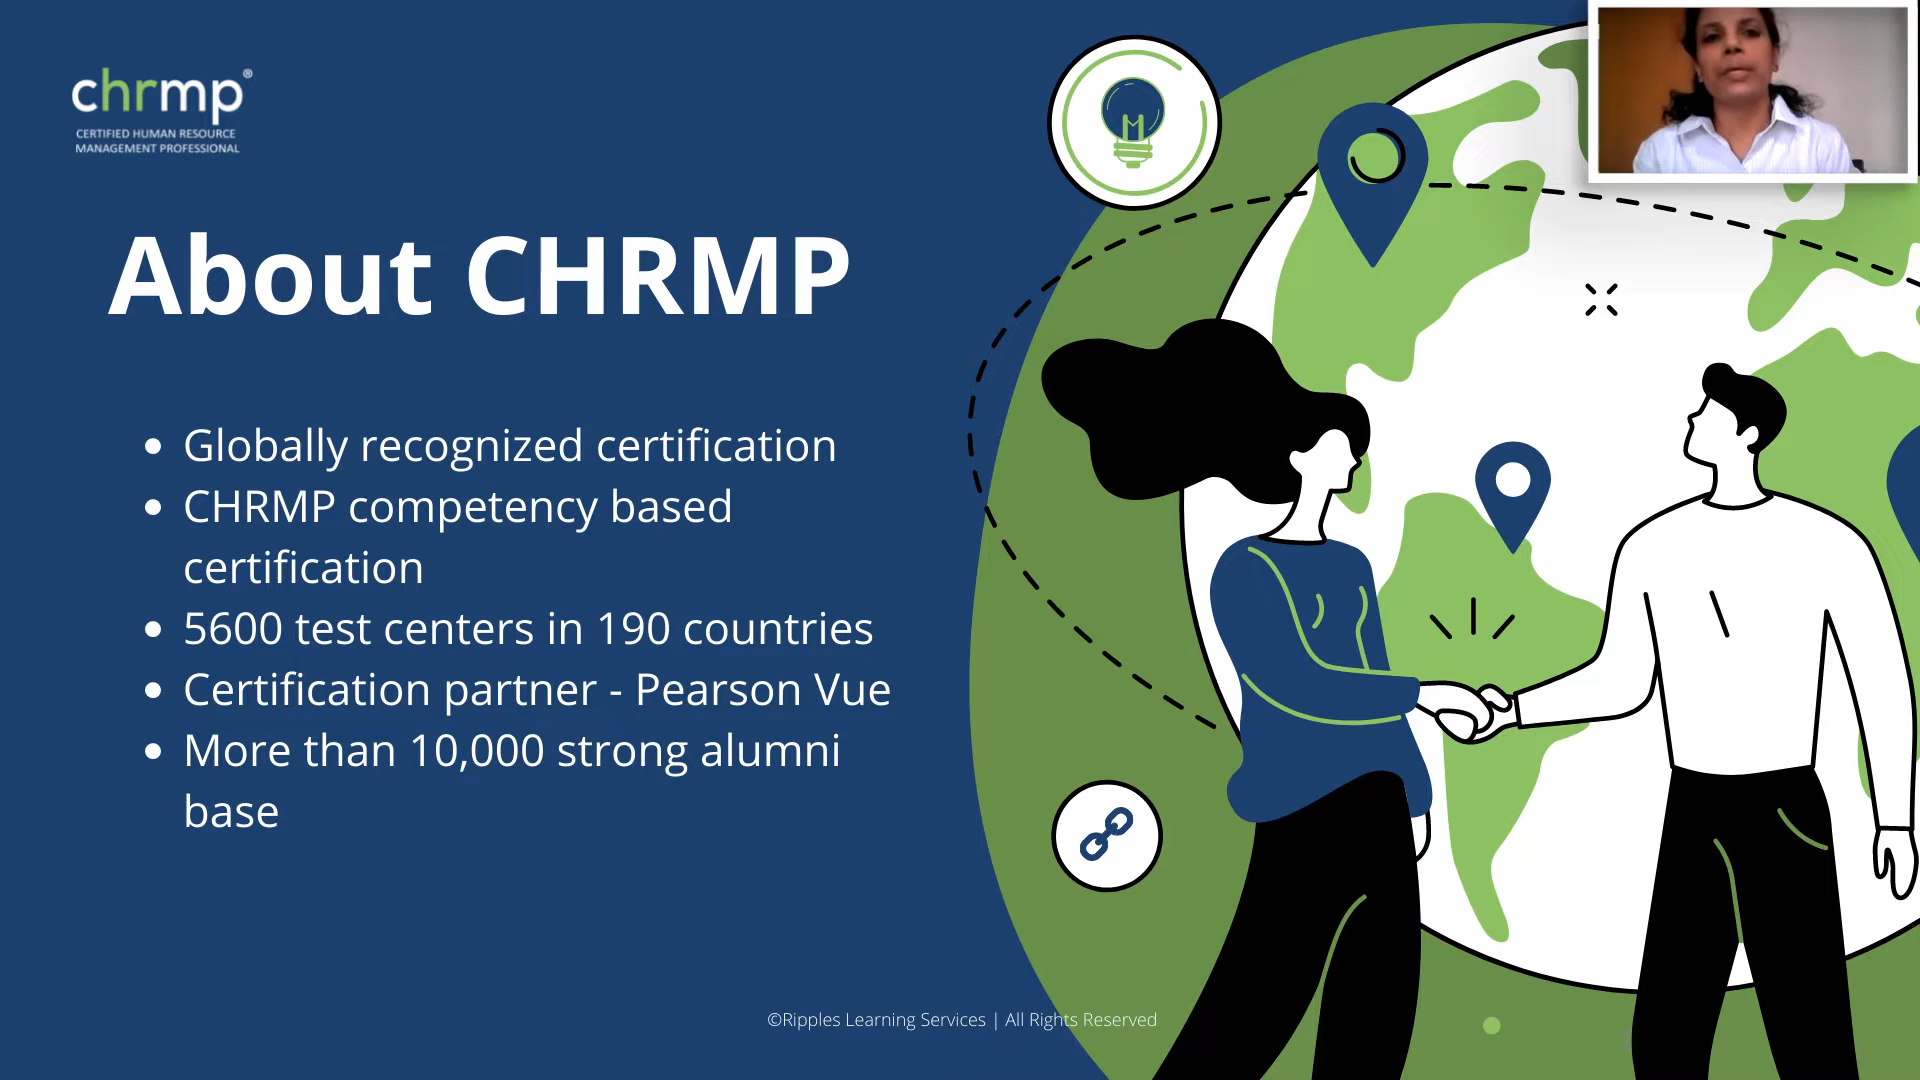 chrmp®
CERTIFIED HUMAN RESOURCE
MANAGEMENT PROFESSIONAL
About CHRMP
• Globally recognized certification
• CHRMP competency based
certification
• 5600 test centers in 190 countries
• Certification partner - Pearson Vue
• More than 10,000 strong alumni
base
©Ripples Learning Services | All Rights Reserved